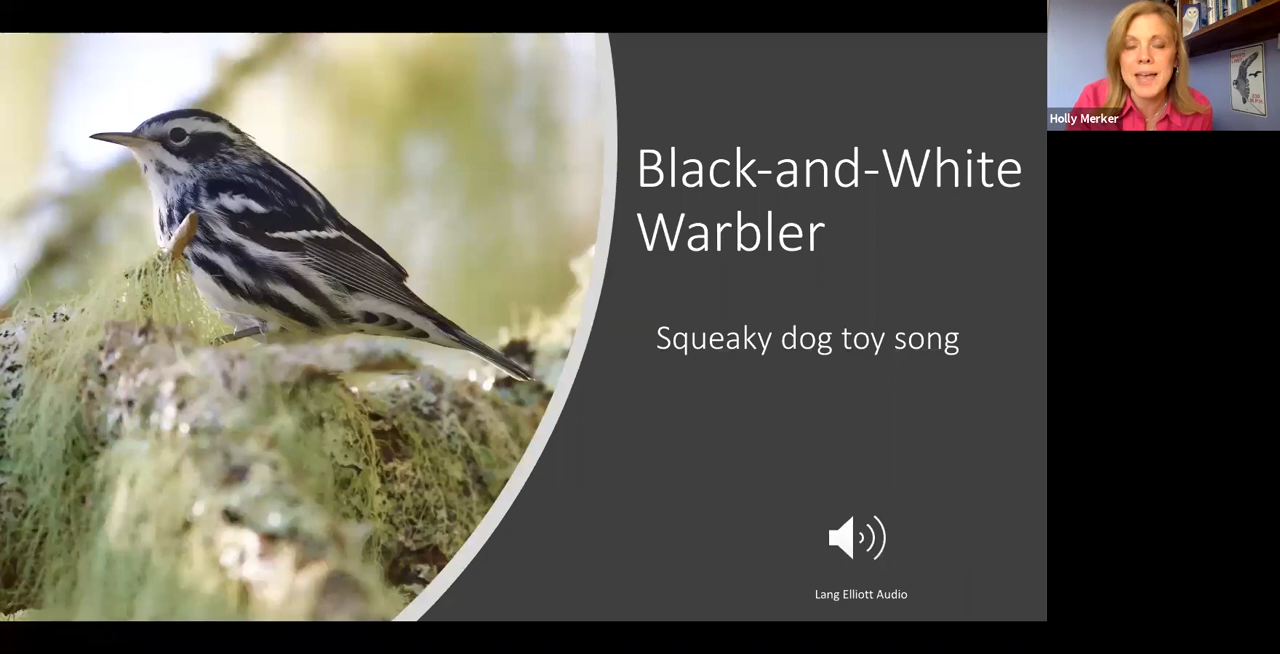 Black-and-White
Warbler
Squeaky dog toy song
Lang Elliott Audio
Holly Merker